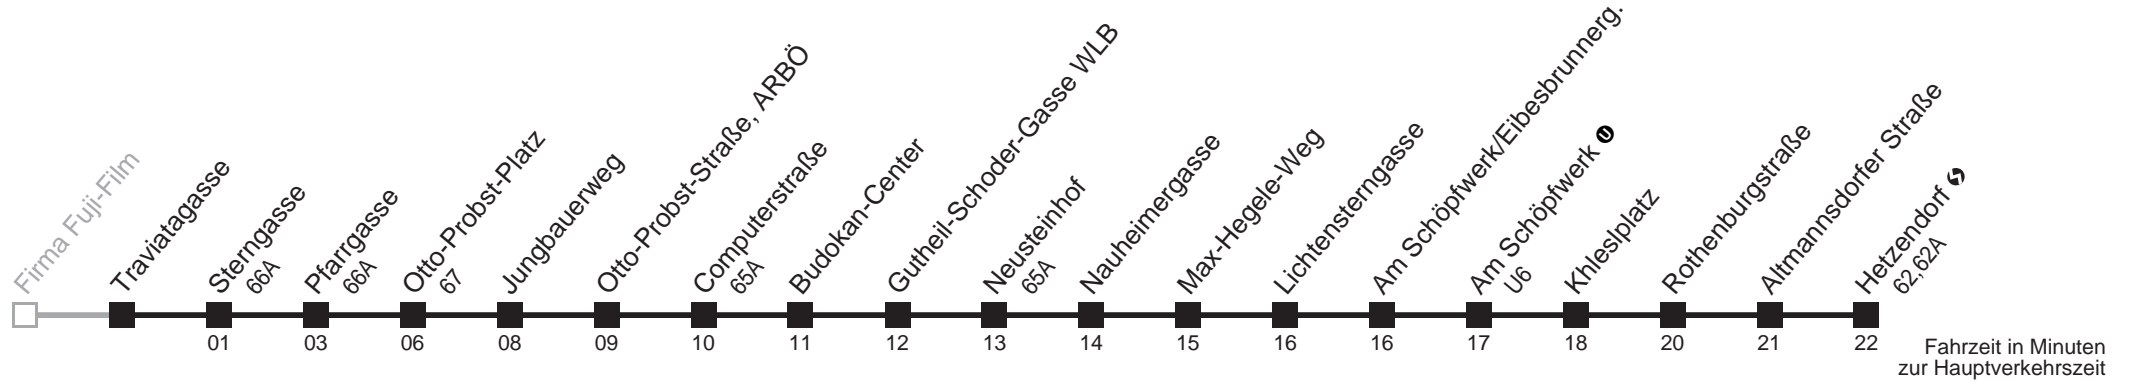 Firma Fuji-Film
Traviatagasse
Sterngasse
66A
Pfarrgasse
66A
Otto-Probst-Platz
67
Jungbauerweg
Otto-Probst-Straße, ARBÖ
Computerstraße
65A
Budokan-Center
Gutheil-Schoder-Gasse WLB
Neusteinhof
65A
Nauheimergasse
Max-Hegele-Weg
Lichtensterngasse
Am Schöpfwerk/Eibesbrunnerg.
Am Schöpfwerk U
U6
Khleslplatz
Rothenburgstraße
Altmannsdorfer Straße
Hetzendorf
62,62A
01 03 06 08 09 10 11 12 13 14 15 16 16 17 18 20 21 22
Fahrzeit in Minuten
zur Hauptverkehrszeit